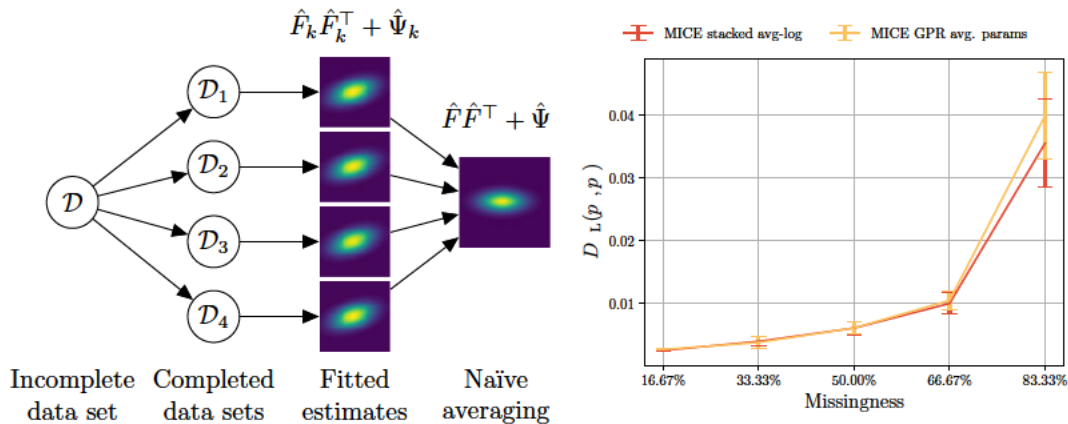 F̂ₖF̂ₖ⊤ + Ψ̂ₖ
F̂F̂⊤ + Ψ̂
𝒟
𝒟₁
𝒟₂
𝒟₃
𝒟₄
Incomplete
data set
Completed
data sets
Fitted
estimates
Naïve
averaging
MICE stacked avg-log
MICE GPR avg. params
D L(p ,p )
0.04
0.03
0.02
0.01
16.67% 33.33% 50.00% 66.67% 83.33%
Missingness